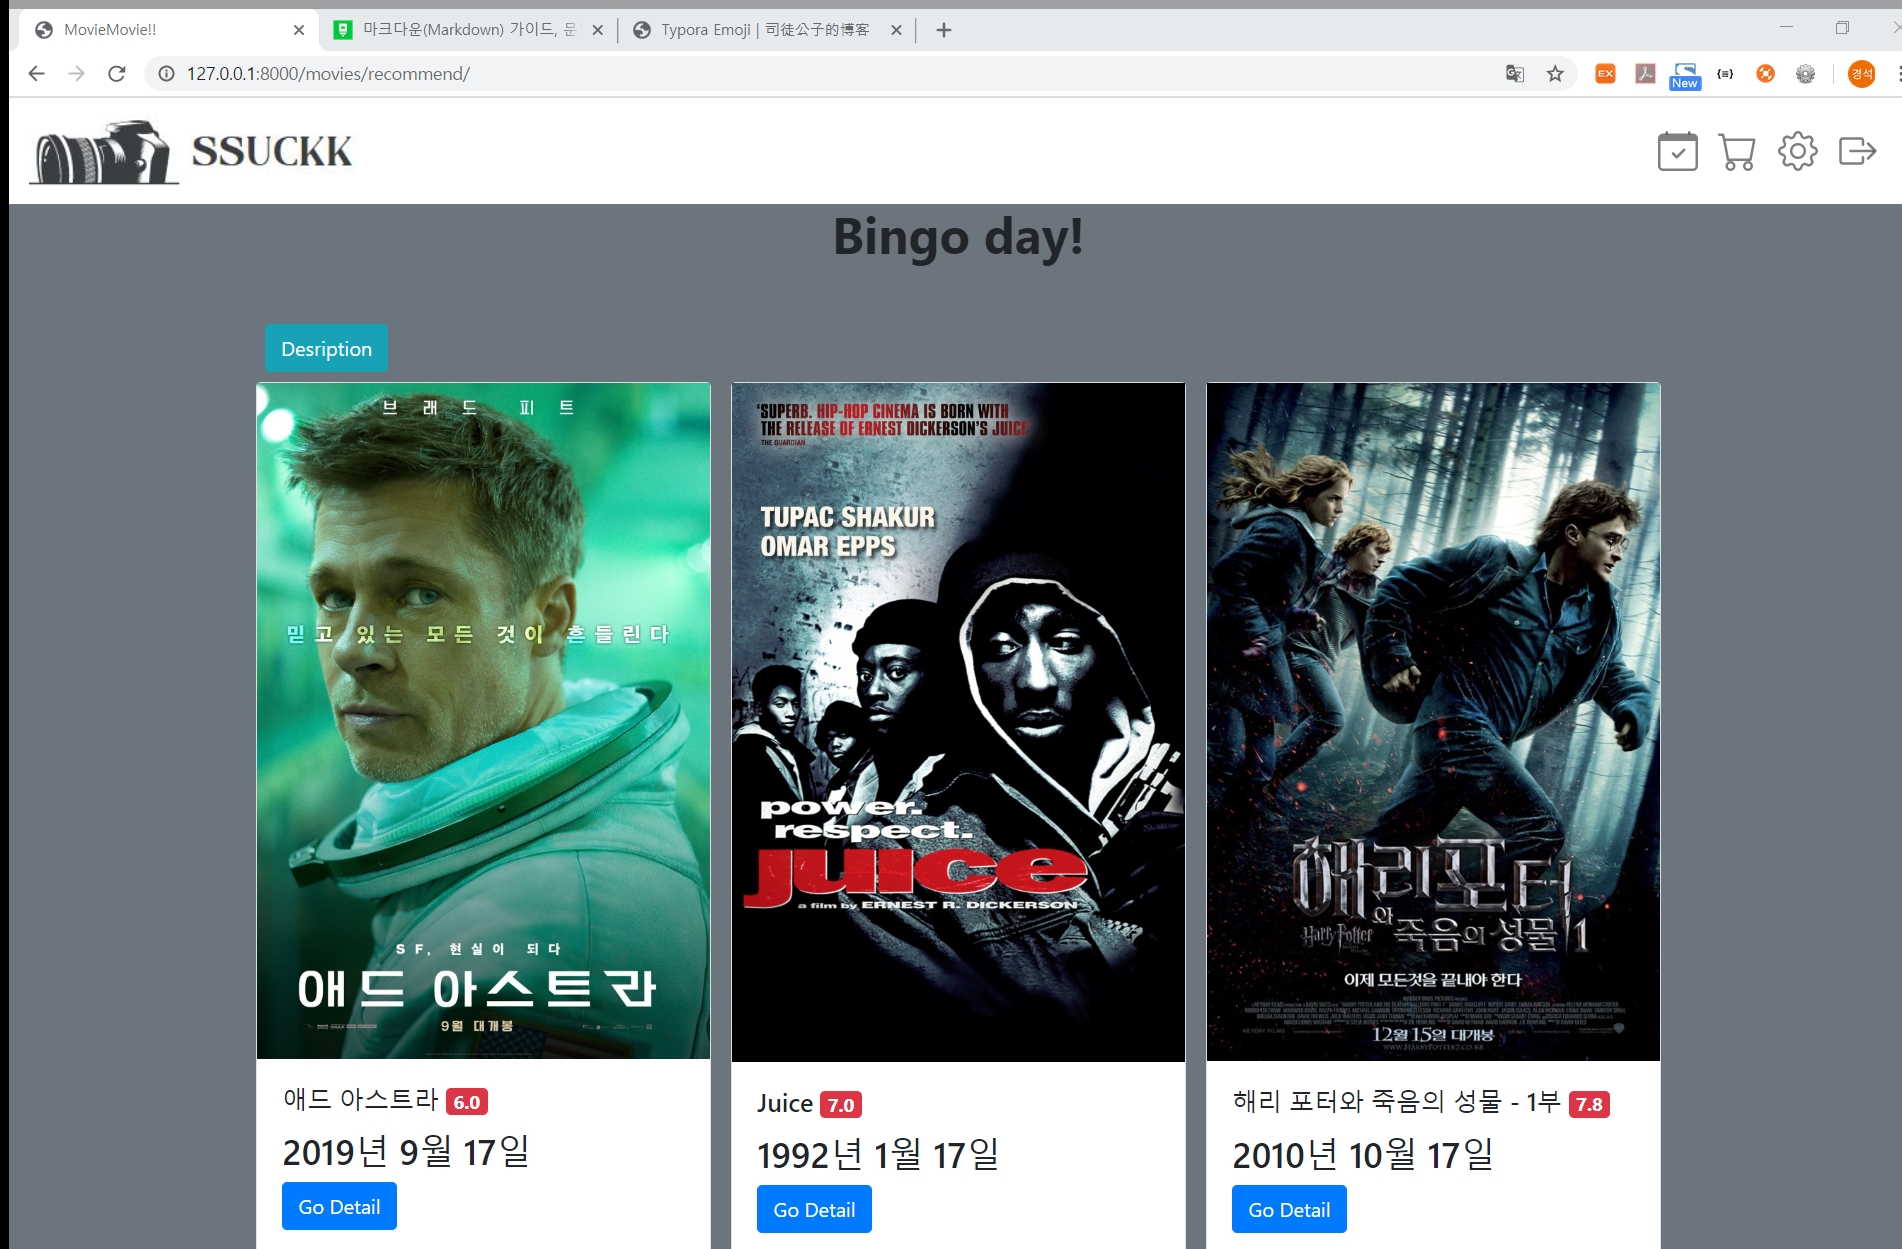 MovieMovie!!
마크다운(Markdown) 가이드, 문
Typora Emoji | 司徒公子的博客
127.0.0.1:8000/movies/recommend/
EX
New
경석
SSUCKK
Bingo day!
Desription
브래드 피트
믿고 있는 모든 것이 흔들린다
SF, 현실이 되다
애드 아스트라
9월 대개봉
'SUPERB. HIP-HOP CINEMA IS BORN WITH
THE RELEASE OF ERNEST DICKERSON'S JUICE
THE GUARDIAN
TUPAC SHAKUR
OMAR EPPS
power.
respect.
juice
a film by ERNEST R. DICKERSON
해리포터
와
Harry Potter
죽음의 성물 1
이제 모든것을 끝내야 한다
HEYDAY FILMS
12월 15일 대개봉
WWW.HARRYPOTTER7.CO.KR
애드 아스트라 6.0
2019년 9월 17일
Go Detail
Juice 7.0
1992년 1월 17일
Go Detail
해리 포터와 죽음의 성물 - 1부 7.8
2010년 10월 17일
Go Detail